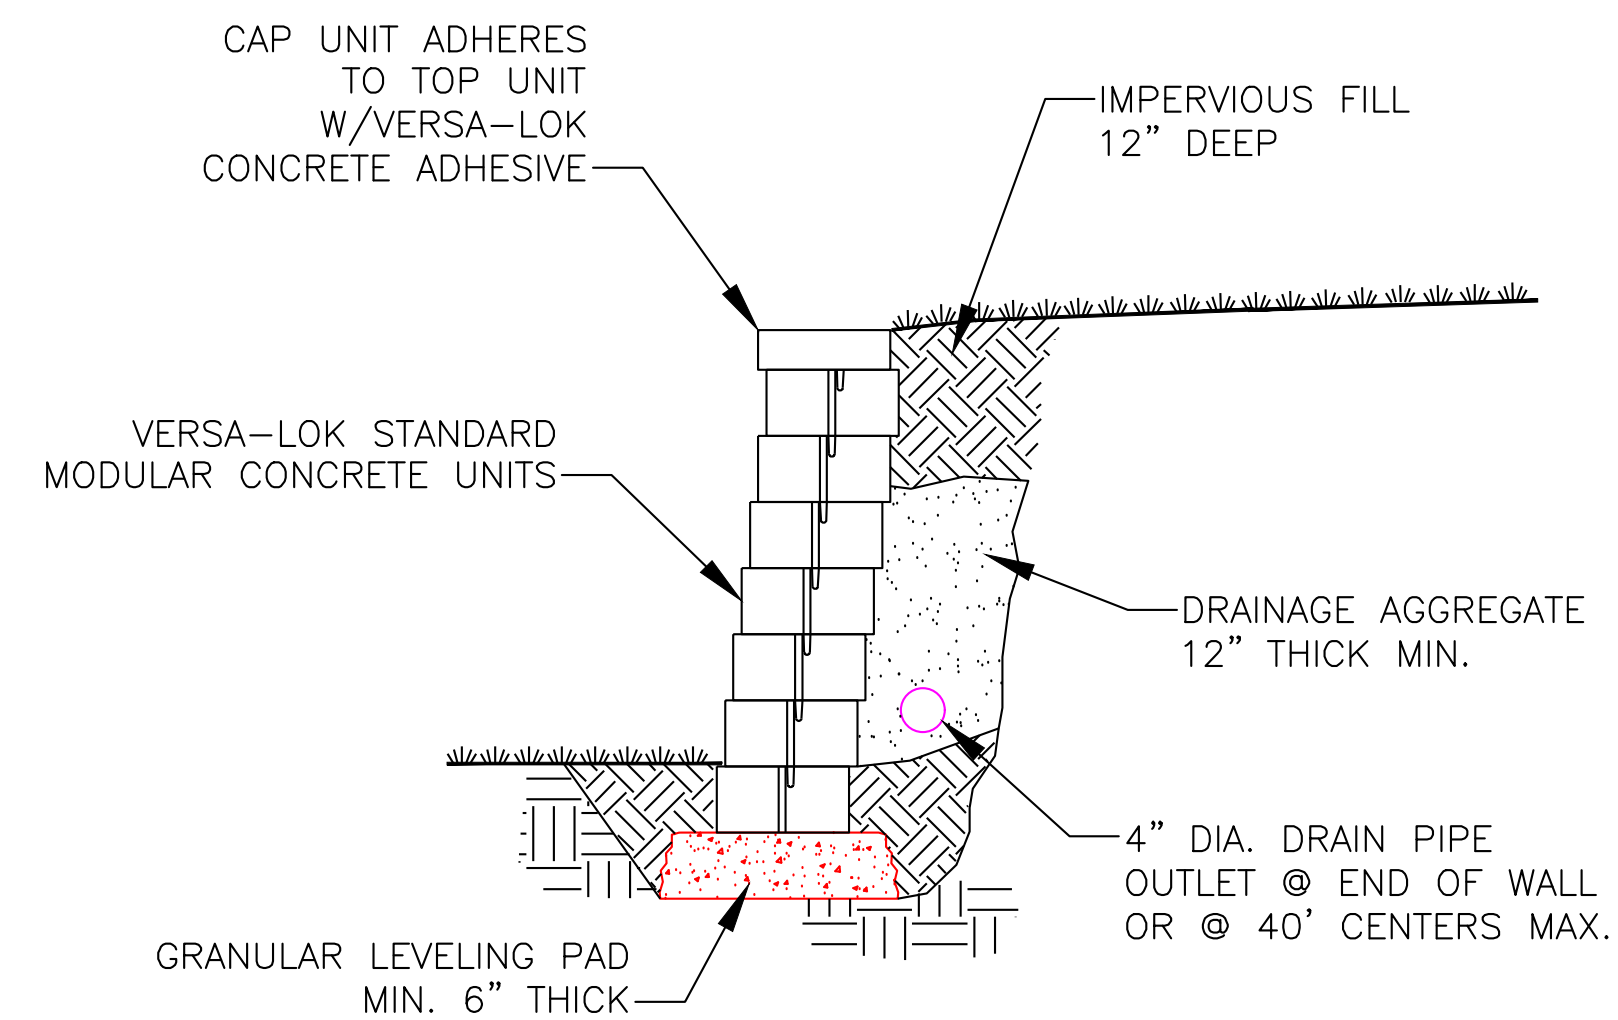 CAP UNIT ADHERES
TO TOP UNIT
W/VERSA-LOK
CONCRETE ADHESIVE
IMPERVIOUS FILL
12" DEEP
VERSA-LOK STANDARD
MODULAR CONCRETE UNITS
DRAINAGE AGGREGATE
12" THICK MIN.
4" DIA. DRAIN PIPE
OUTLET @ END OF WALL
OR @ 40' CENTERS MAX.
GRANULAR LEVELING PAD
MIN. 6" THICK